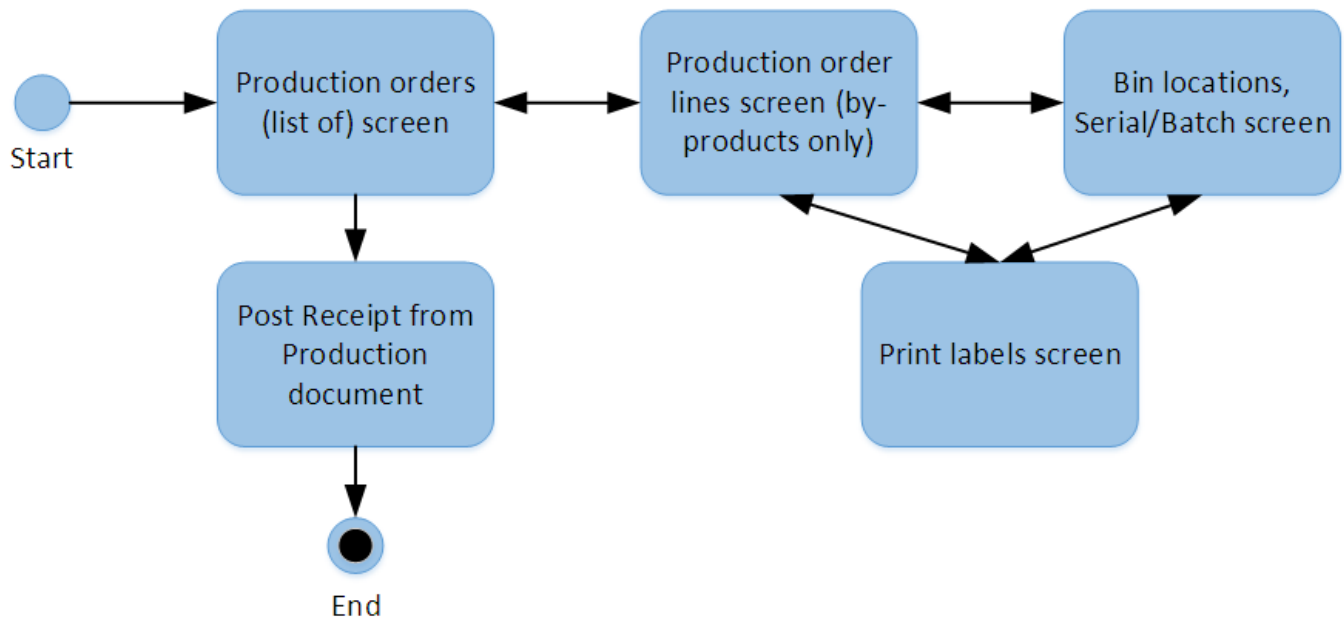 Start
Production orders
(list of) screen
Production order
lines screen (by-
products only)
Bin locations,
Serial/Batch screen
Post Receipt from
Production
document
Print labels screen
End